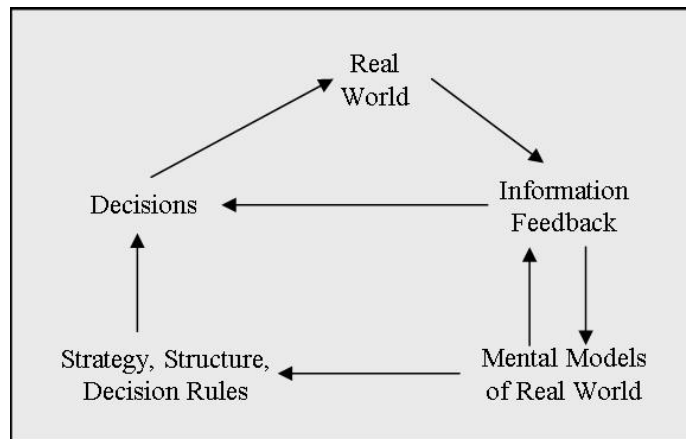 Real
World
Decisions
Information
Feedback
Strategy, Structure,
Decision Rules
Mental Models
of Real World